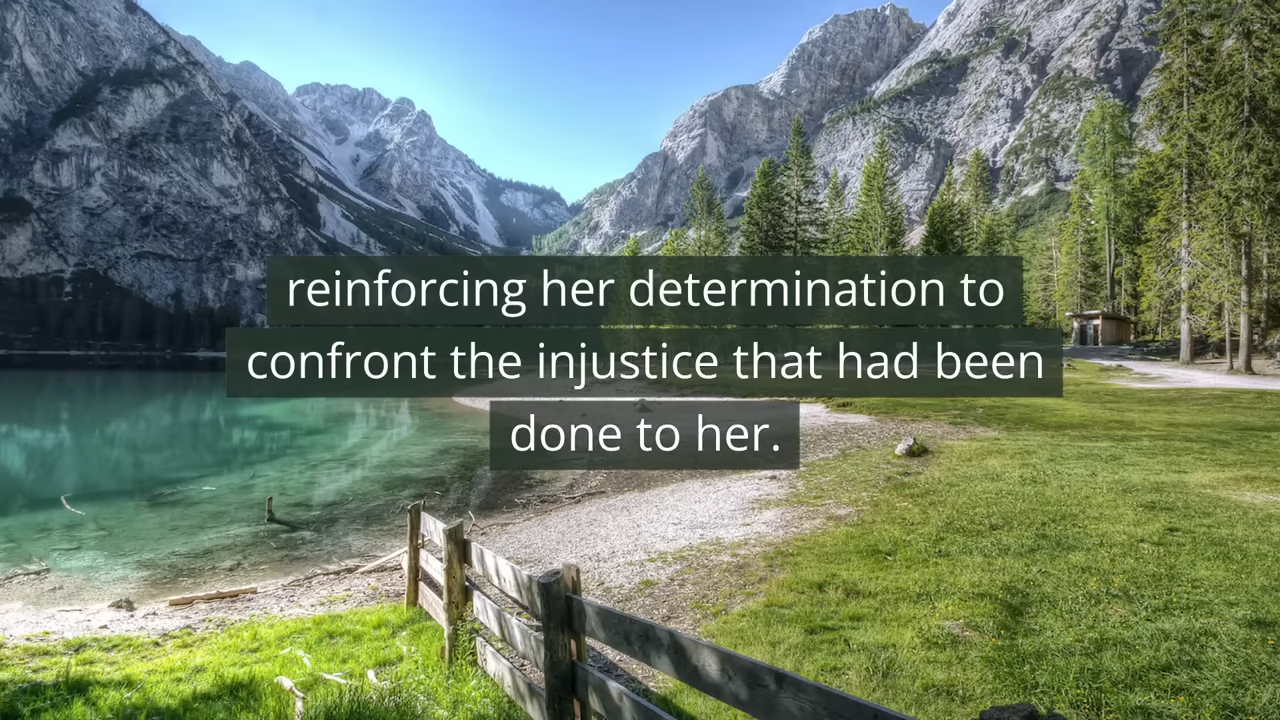 reinforcing her determination to
confront the injustice that had been
done to her.